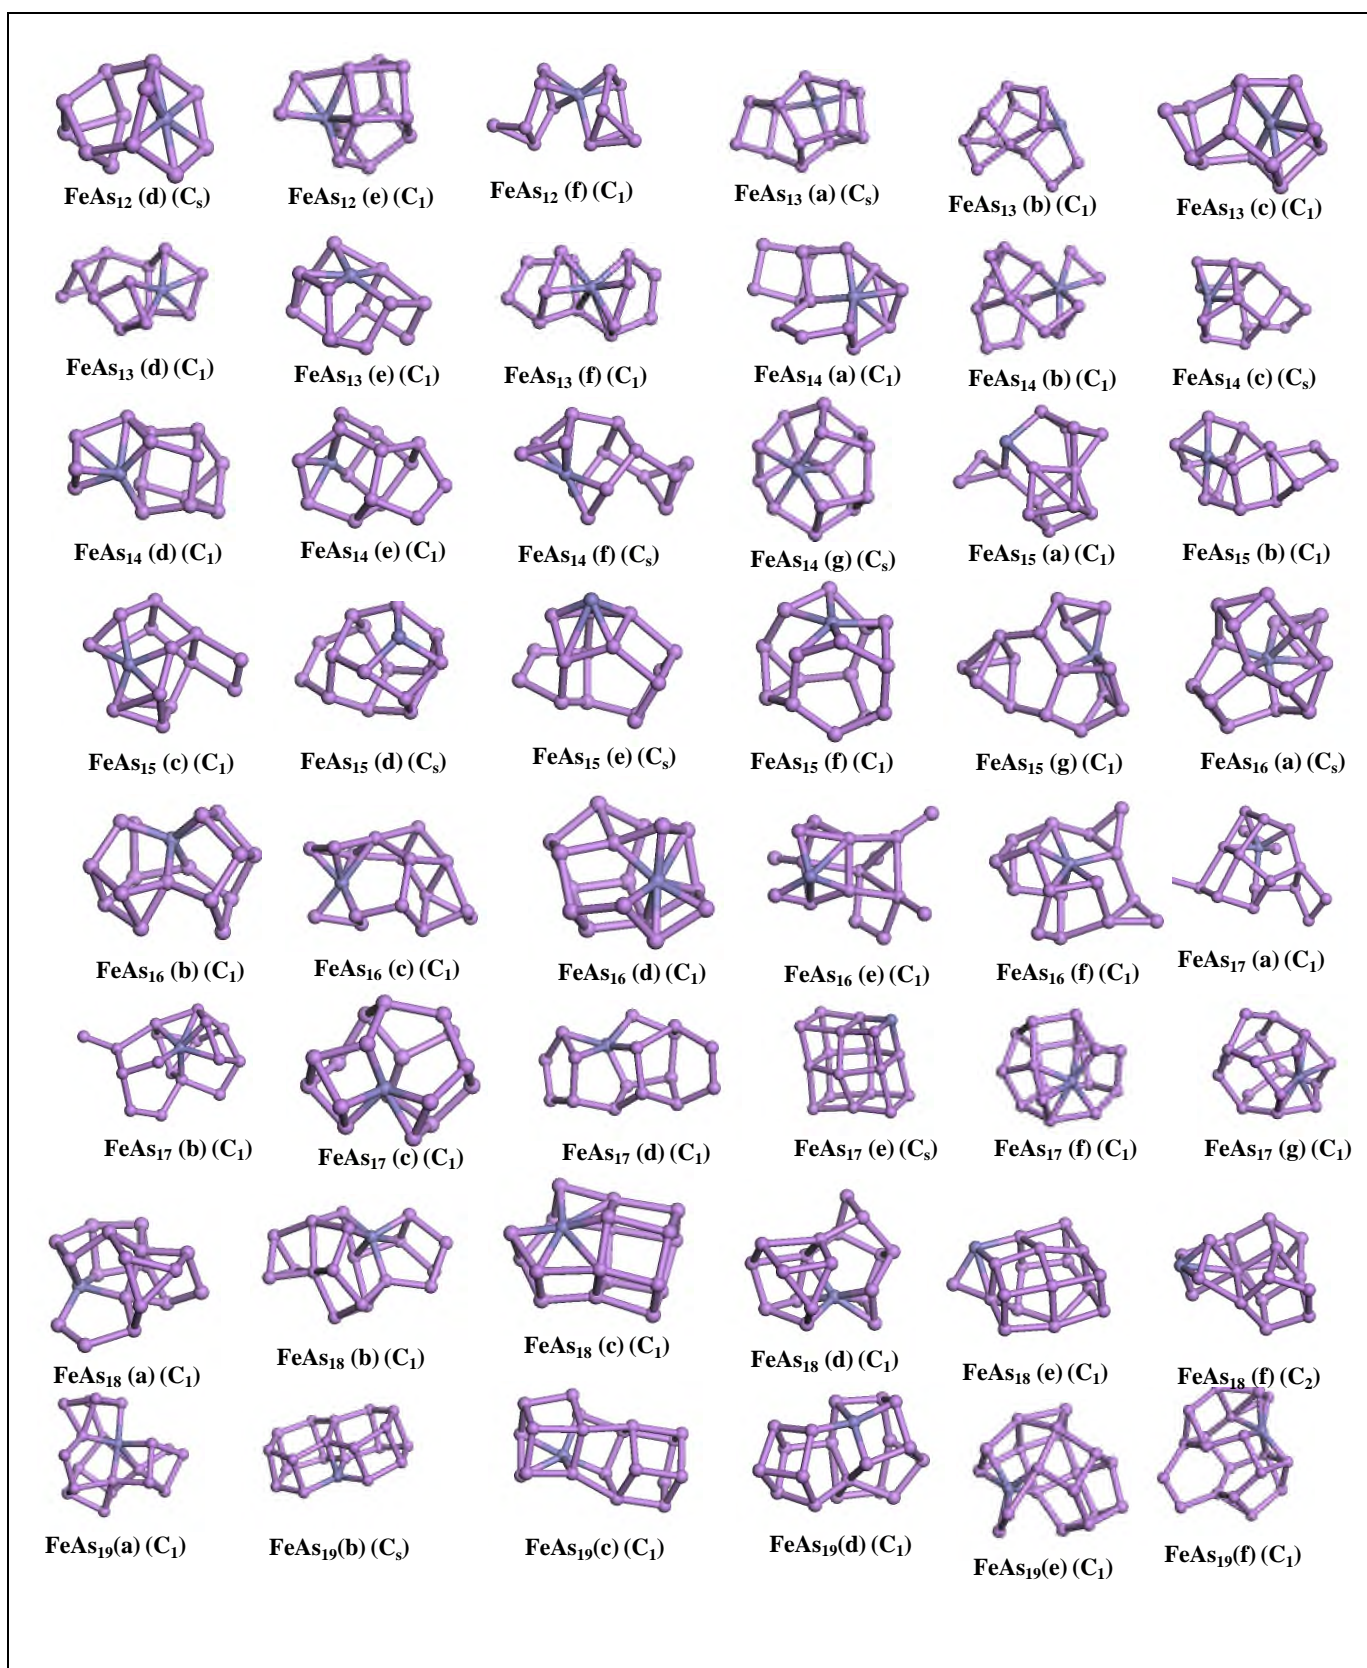 FeAs₁₂ (d) (Cₛ) FeAs₁₂ (e) (C₁) FeAs₁₂ (f) (C₁) FeAs₁₃ (a) (Cₛ) FeAs₁₃ (b) (C₁) FeAs₁₃ (c) (C₁)
FeAs₁₃ (d) (C₁) FeAs₁₃ (e) (C₁) FeAs₁₃ (f) (C₁) FeAs₁₄ (a) (C₁) FeAs₁₄ (b) (C₁) FeAs₁₄ (c) (Cₛ)
FeAs₁₄ (d) (C₁) FeAs₁₄ (e) (C₁) FeAs₁₄ (f) (Cₛ) FeAs₁₄ (g) (Cₛ) FeAs₁₅ (a) (C₁) FeAs₁₅ (b) (C₁)
FeAs₁₅ (c) (C₁) FeAs₁₅ (d) (Cₛ) FeAs₁₅ (e) (Cₛ) FeAs₁₅ (f) (C₁) FeAs₁₅ (g) (C₁) FeAs₁₆ (a) (Cₛ)
FeAs₁₆ (b) (C₁) FeAs₁₆ (c) (C₁) FeAs₁₆ (d) (C₁) FeAs₁₆ (e) (C₁) FeAs₁₆ (f) (C₁) FeAs₁₇ (a) (C₁)
FeAs₁₇ (b) (C₁) FeAs₁₇ (c) (C₁) FeAs₁₇ (d) (C₁) FeAs₁₇ (e) (Cₛ) FeAs₁₇ (f) (C₁) FeAs₁₇ (g) (C₁)
FeAs₁₈ (a) (C₁) FeAs₁₈ (b) (C₁) FeAs₁₈ (c) (C₁) FeAs₁₈ (d) (C₁) FeAs₁₈ (e) (C₁) FeAs₁₈ (f) (C₂)
FeAs₁₉(a) (C₁) FeAs₁₉(b) (Cₛ) FeAs₁₉(c) (C₁) FeAs₁₉(d) (C₁) FeAs₁₉(e) (C₁) FeAs₁₉(f) (C₁)